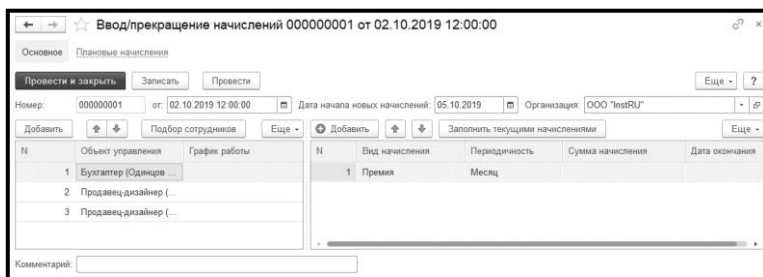 Ввод/прекращение начислений 000000001 от 02.10.2019 12:00:00
Основное Плановые начисления
Провести и закрыть Записать Провести Еще ?
Номер: 000000001 от: 02.10.2019 12:00:00 Дата начала новых начислений: 05.10.2019 Организация: ООО "InstRU"
Добавить Подбор сотрудников Еще Добавить Заполнить текущими начислениями Еще
N Объект управления График работы N Вид начисления Периодичность Сумма начисления Дата окончания
1 Бухгалтер (Одинцов ... 1 Премия Месяц
2 Продавец-дизайнер (...
3 Продавец-дизайнер (...
Комментарий: